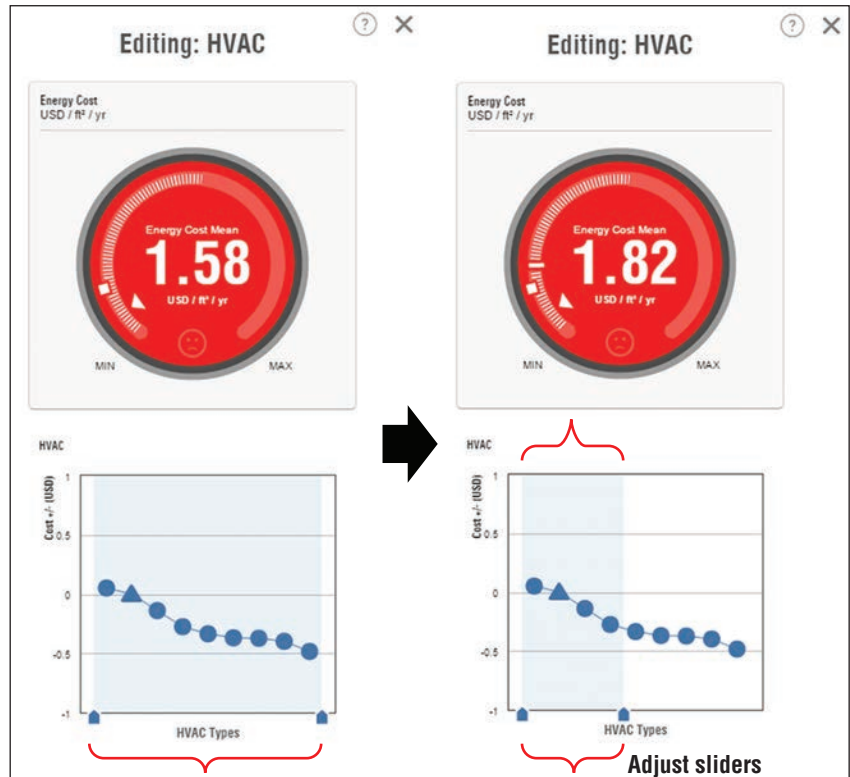 Editing: HVAC
?
Energy Cost
USD / ft² / yr
Energy Cost Mean
1.58
USD / ft² / yr
MIN
MAX
HVAC
Cost +/- (USD)
1
0.5
0
-0.5
-1
HVAC Types
Editing: HVAC
?
Energy Cost
USD / ft² / yr
Energy Cost Mean
1.82
USD / ft² / yr
MIN
MAX
HVAC
Cost +/- (USD)
1
0.5
0
-0.5
-1
HVAC Types
Adjust sliders